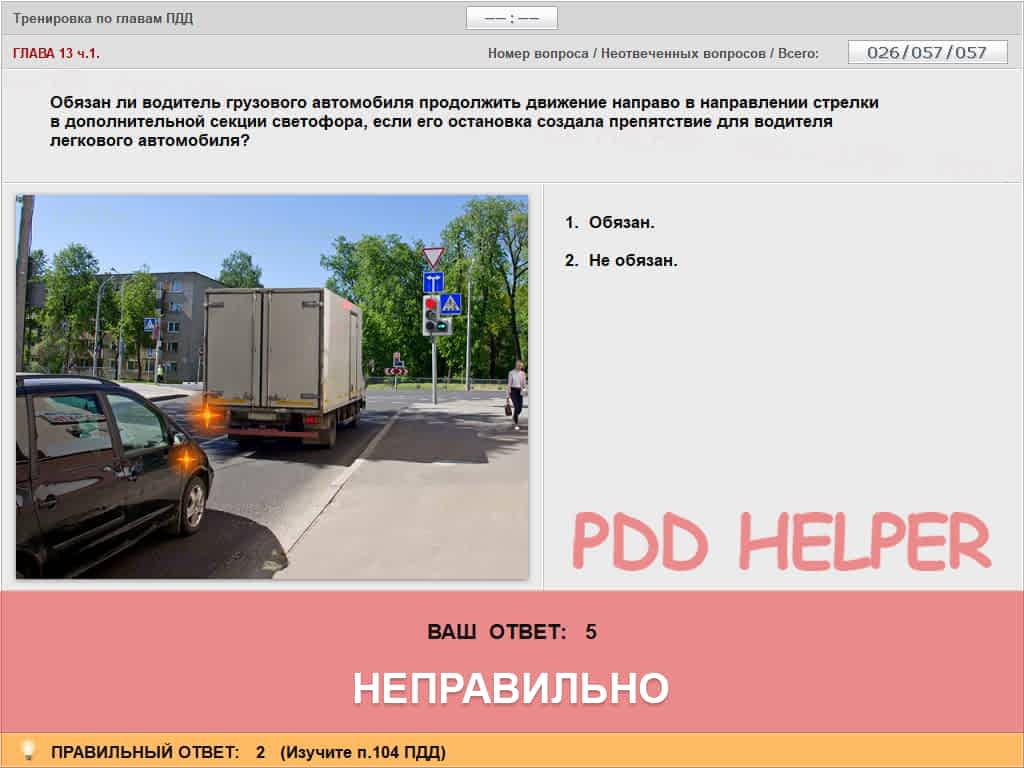 Тренировка по главам ПДД
—— : ——
ГЛАВА 13 ч.1.
Номер вопроса / Неотвеченных вопросов / Всего:
026/057/057
Обязан ли водитель грузового автомобиля продолжить движение направо в направлении стрелки
в дополнительной секции светофора, если его остановка создала препятствие для водителя
легкового автомобиля?
1. Обязан.
2. Не обязан.
PDD HELPER
ВАШ ОТВЕТ: 5
НЕПРАВИЛЬНО
ПРАВИЛЬНЫЙ ОТВЕТ: 2 (Изучите п.104 ПДД)